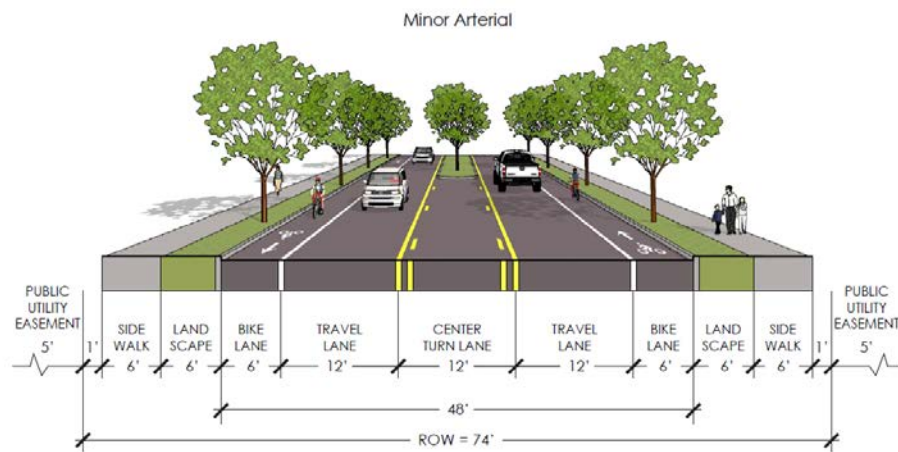 Minor Arterial
PUBLIC
UTILITY
EASEMENT
5'
1'
SIDE
WALK
6'
LAND
SCAPE
6'
BIKE
LANE
6'
TRAVEL
LANE
12'
CENTER
TURN LANE
12'
TRAVEL
LANE
12'
BIKE
LANE
6'
LAND
SCAPE
6'
SIDE
WALK
6'
1'
PUBLIC
UTILITY
EASEMENT
5'
48'
ROW = 74'